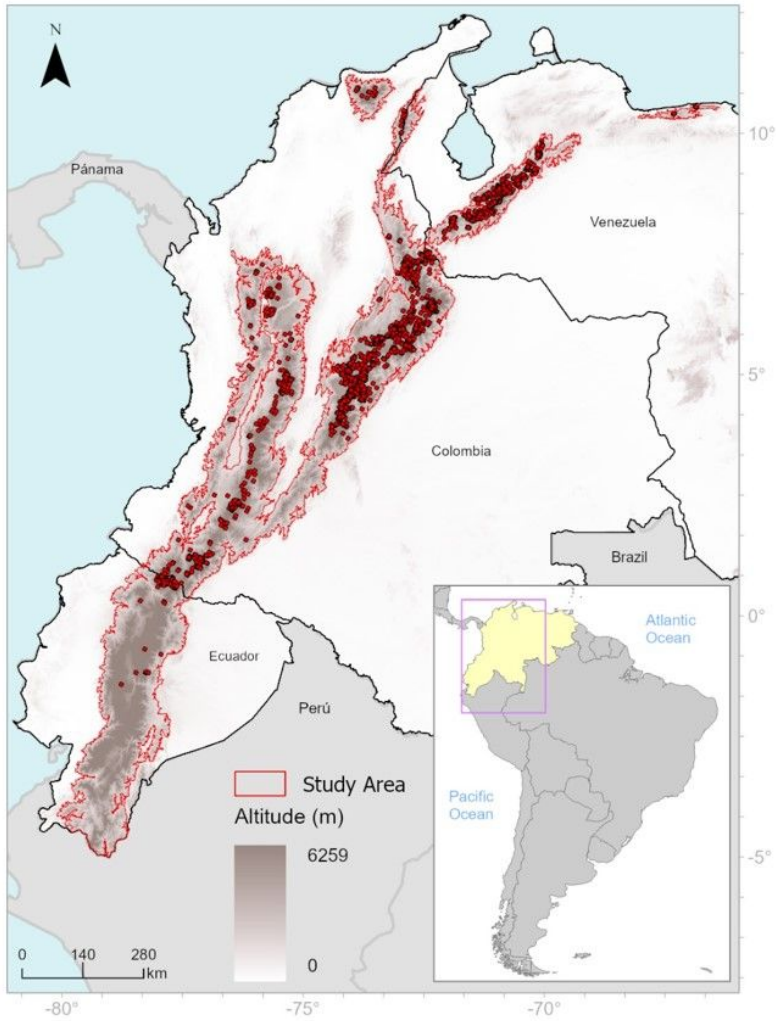 N
Pánama
10°
Venezuela
5°
Colombia
Brazil
0°
Ecuador
Atlantic
Ocean
Perú
Study Area
Altitude (m)
6259
0
Pacific
Ocean
-5°
0 140 280
km
-80° -75° -70°